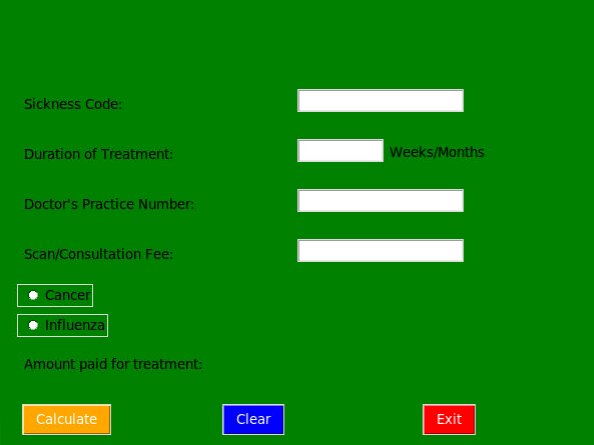 Sickness Code:
Duration of Treatment: Weeks/Months
Doctor's Practice Number:
Scan/Consultation Fee:
Cancer
Influenza
Amount paid for treatment:
Calculate Clear Exit